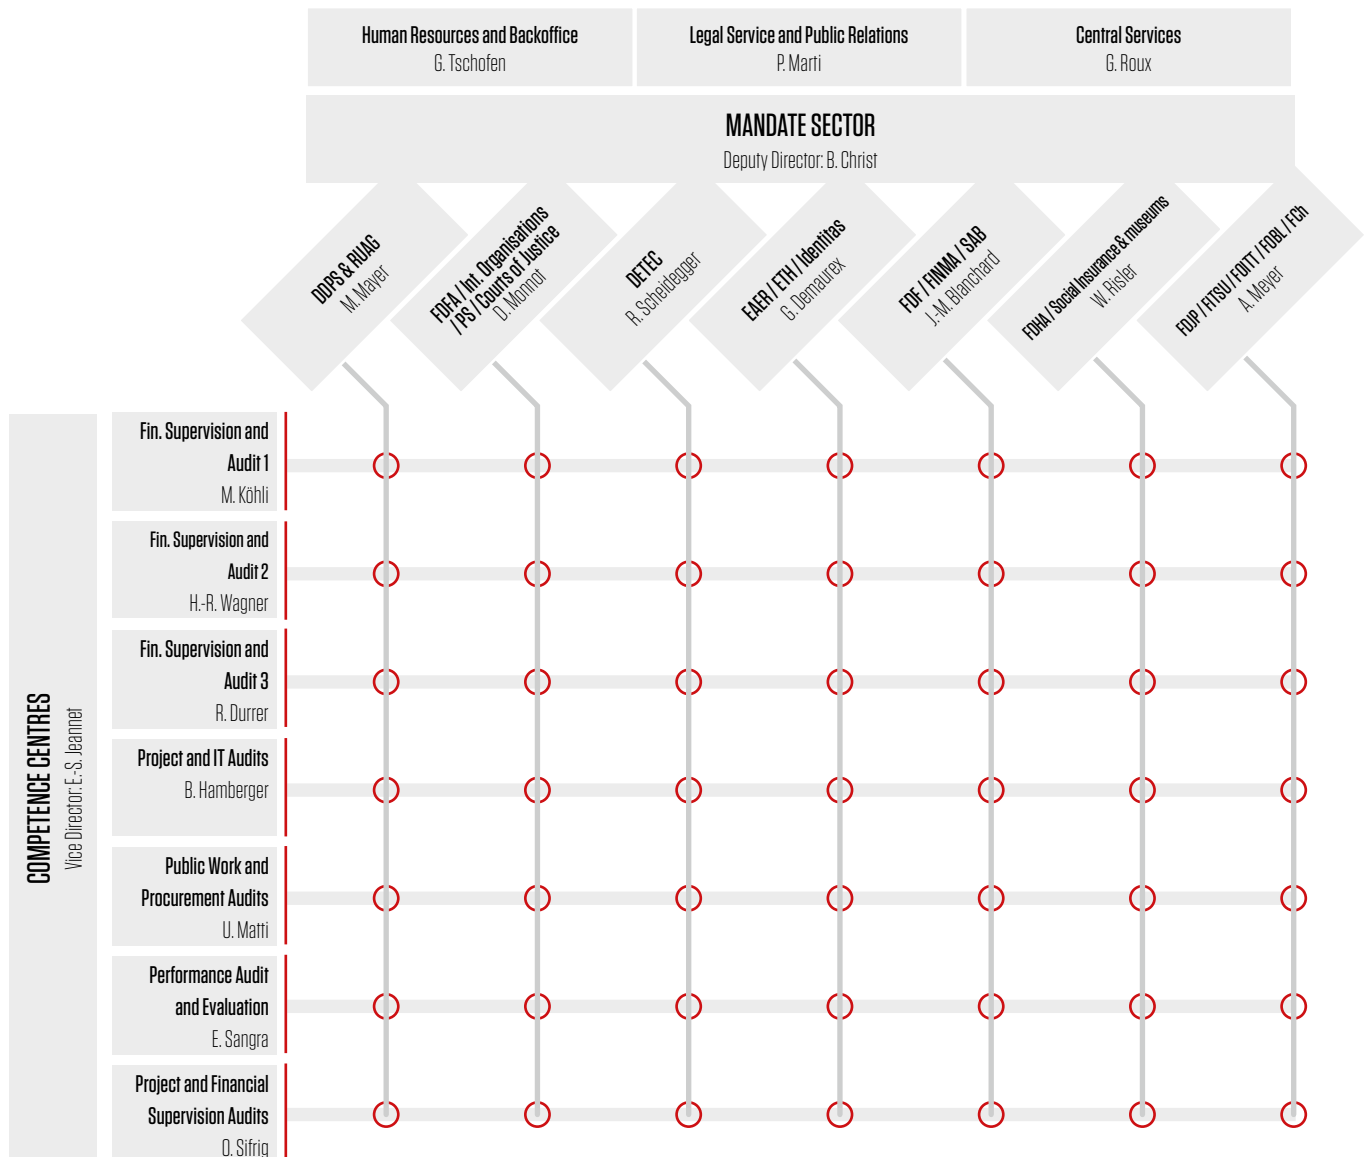 Human Resources and Backoffice
G. Tschofen
Legal Service and Public Relations
P. Marti
Central Services
G. Roux
MANDATE SECTOR
Deputy Director: B. Christ
DDPS & RUAG
M. Mayer
FDFA / Int. Organisations
/ PS / Courts of Justice
D. Monnot
DETEC
R. Scheidegger
EAER / ETH / Identitas
G. Demaurex
FDF / FINMA / SAB
J.-M. Blanchard
FDHA / Social Insurance & museums
W. Risler
FDJP / FITSU / FOITT / FOBL / FCh
A. Meyer
COMPETENCE CENTRES
Vice Director: E.-S. Jeannet
Fin. Supervision and
Audit 1
M. Köhli
Fin. Supervision and
Audit 2
H.-R. Wagner
Fin. Supervision and
Audit 3
R. Durrer
Project and IT Audits
B. Hamberger
Public Work and
Procurement Audits
U. Matti
Performance Audit
and Evaluation
E. Sangra
Project and Financial
Supervision Audits
O. Sifrig